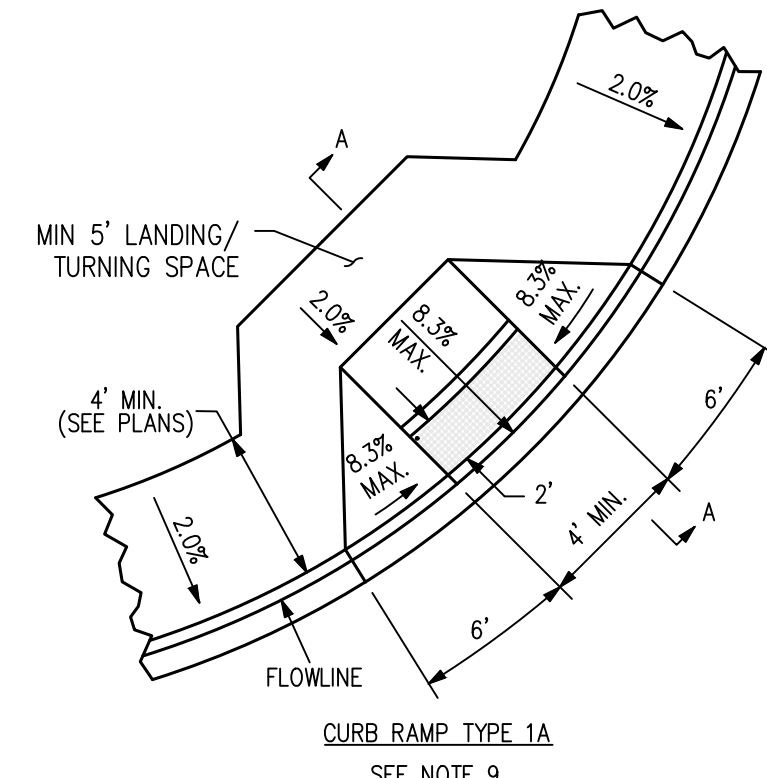 2.0%
A
MIN 5' LANDING/
TURNING SPACE
2.0%
8.3%
MAX.
8.3%
MAX.
4' MIN.
(SEE PLANS)
8.3%
MAX.
2.0%
6'
2'
4' MIN.
A
6'
FLOWLINE
CURB RAMP TYPE 1A
SEE NOTE 9